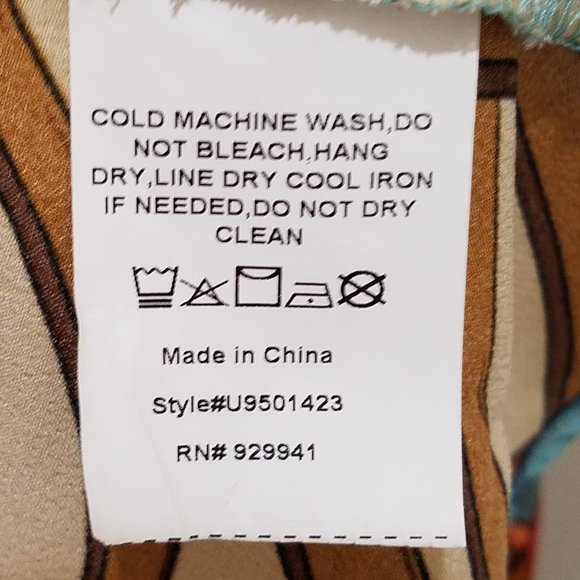 COLD MACHINE WASH,DO
NOT BLEACH,HANG
DRY,LINE DRY COOL IRON
IF NEEDED,DO NOT DRY
CLEAN
Made in China
Style#U9501423
RN# 929941